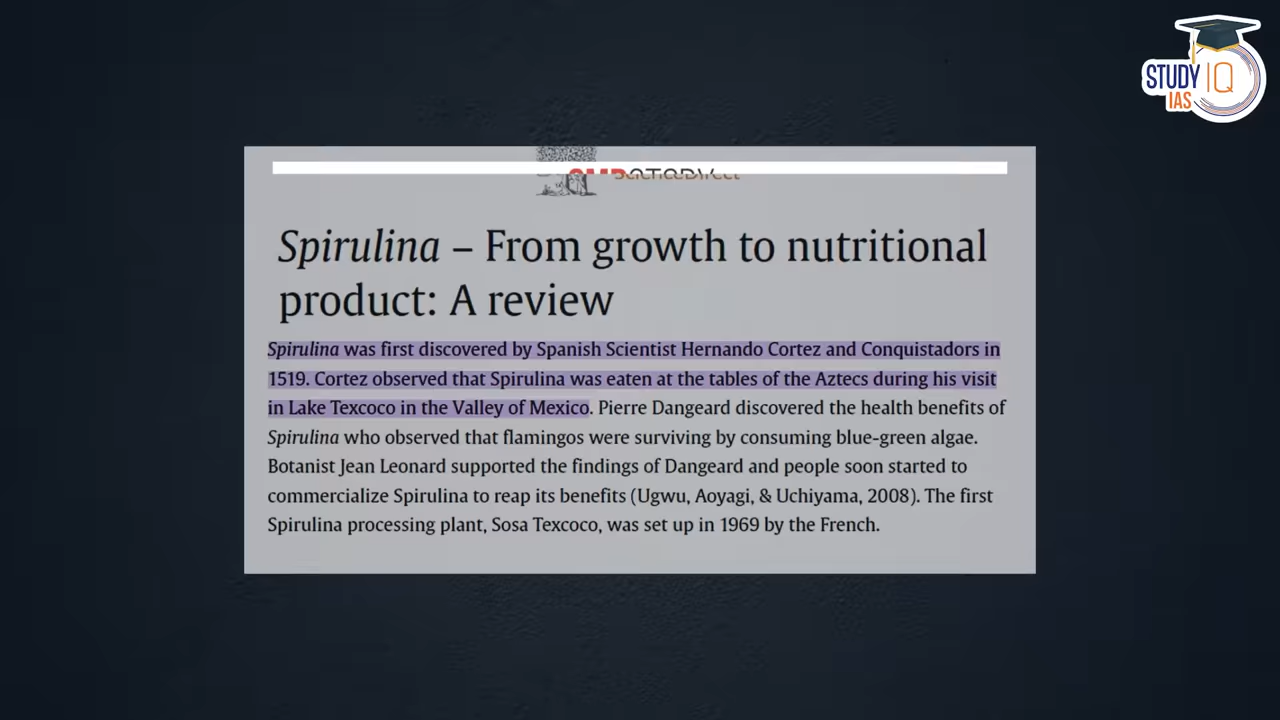 STUDY IQ
IAS
Spirulina – From growth to nutritional
product: A review
Spirulina was first discovered by Spanish Scientist Hernando Cortez and Conquistadors in
1519. Cortez observed that Spirulina was eaten at the tables of the Aztecs during his visit
in Lake Texcoco in the Valley of Mexico. Pierre Dangeard discovered the health benefits of
Spirulina who observed that flamingos were surviving by consuming blue-green algae.
Botanist Jean Leonard supported the findings of Dangeard and people soon started to
commercialize Spirulina to reap its benefits (Ugwu, Aoyagi, & Uchiyama, 2008). The first
Spirulina processing plant, Sosa Texcoco, was set up in 1969 by the French.